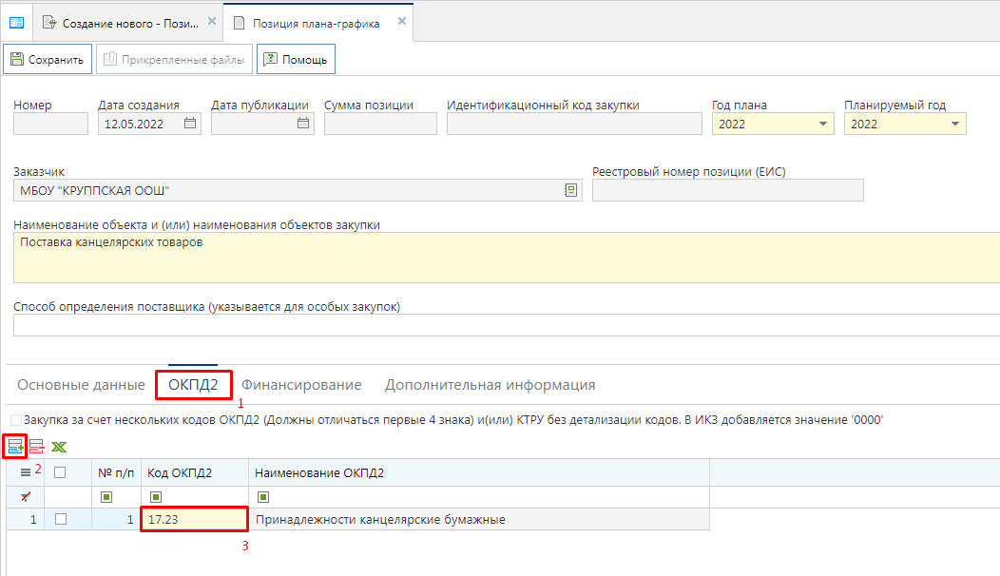 Создание нового - Пози... Позиция плана-графика
Сохранить Прикрепленные файлы Помощь
Номер Дата создания Дата публикации Сумма позиции Идентификационный код закупки Год плана Планируемый год
12.05.2022 2022 2022
Заказчик Реестровый номер позиции (ЕИС)
МБОУ "КРУППСКАЯ ООШ"
Наименование объекта и (или) наименования объектов закупки
Поставка канцелярских товаров
Способ определения поставщика (указывается для особых закупок)
Основные данные ОКПД2 Финансирование Дополнительная информация
1
Закупка за счет нескольких кодов ОКПД2 (Должны отличаться первые 4 знака) и(или) КТРУ без детализации кодов. В ИКЗ добавляется значение '0000'
2
№ п/п Код ОКПД2 Наименование ОКПД2
1 1 17.23 Принадлежности канцелярские бумажные
3